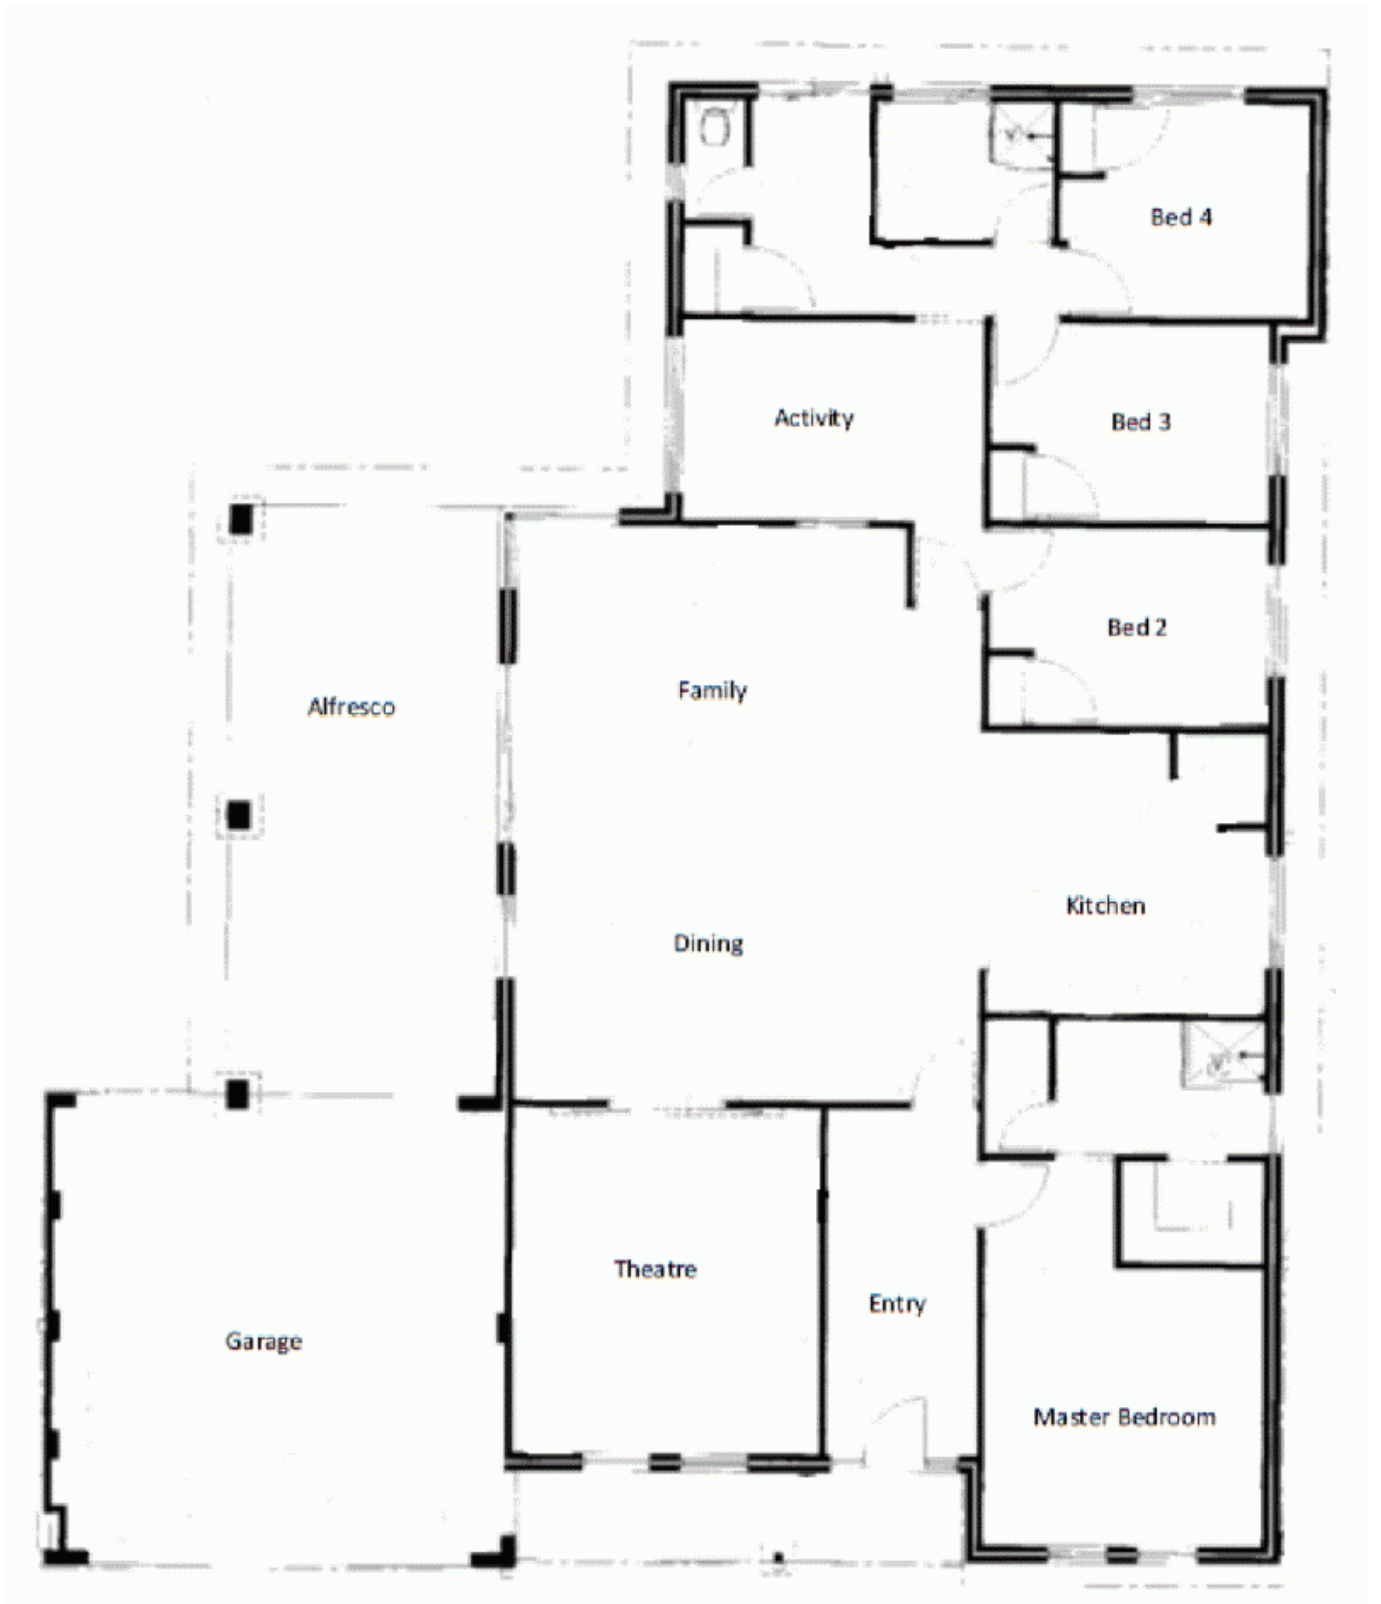 Bed 4
Activity
Bed 3
Bed 2
Family
Alfresco
Kitchen
Dining
Theatre
Entry
Garage
Master Bedroom